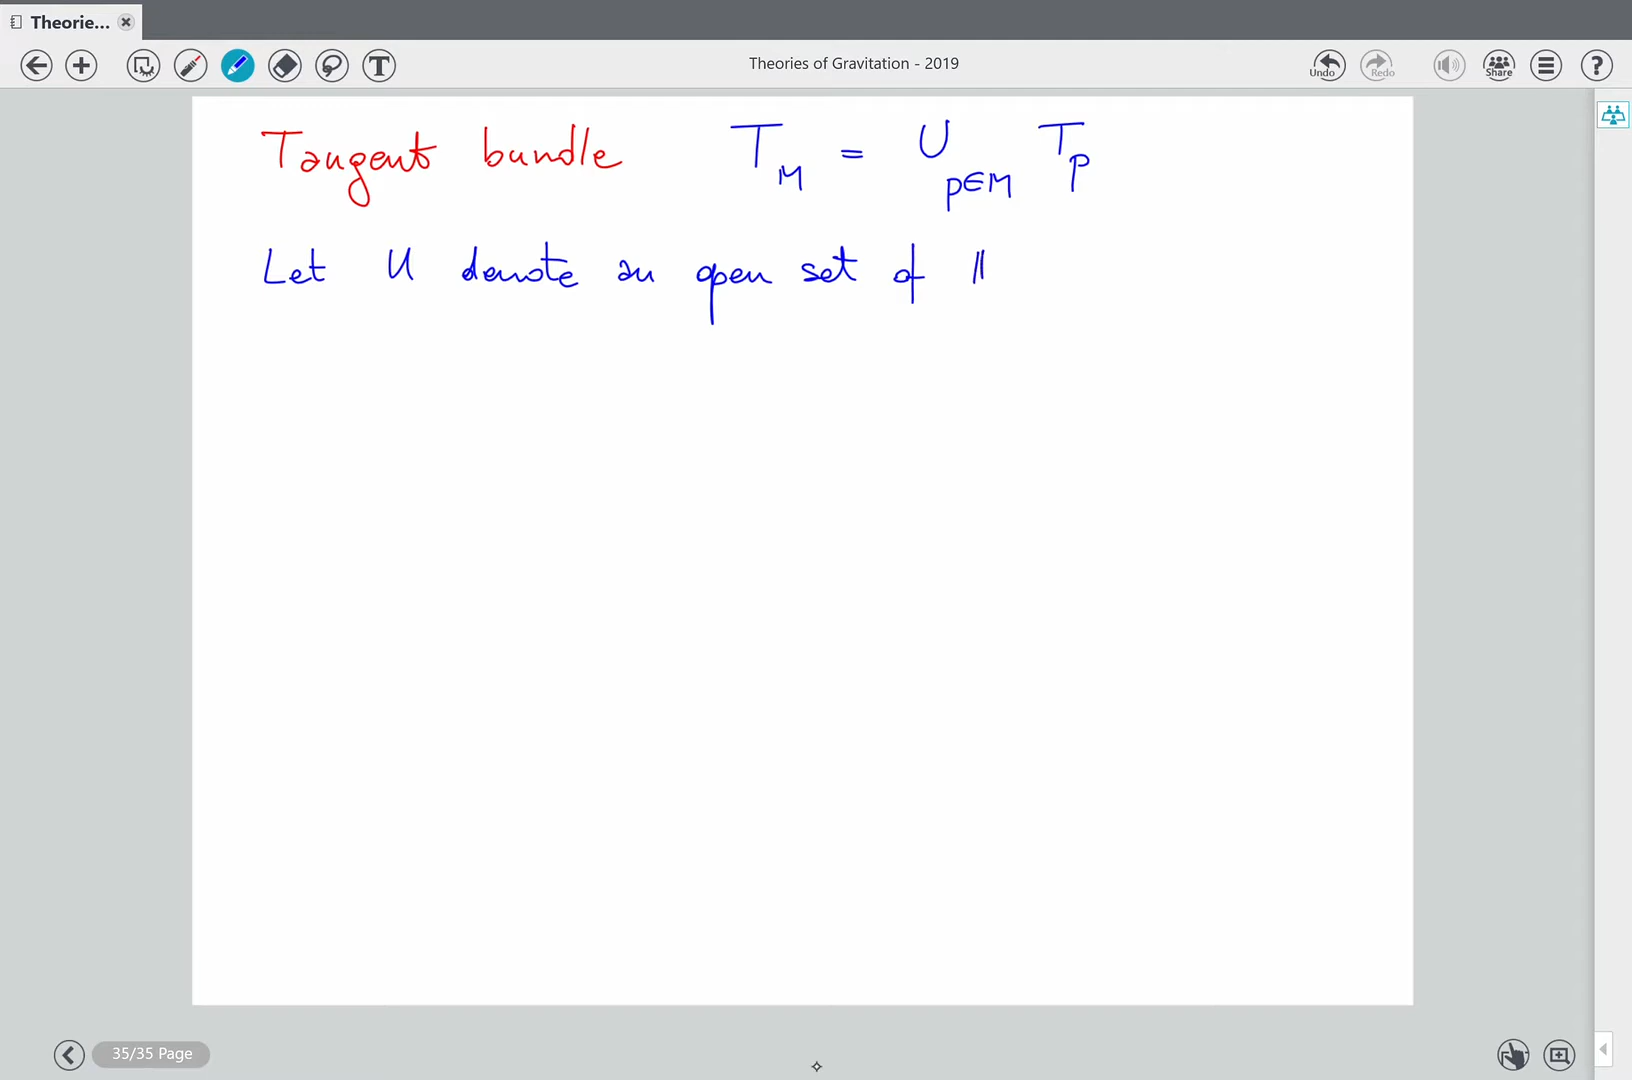 Theorie...
Theories of Gravitation - 2019
Undo Redo Share ?
T
Tangent bundle T_M = ∪_{p∈M} T_p
Let U denote an open set of
35/35 Page